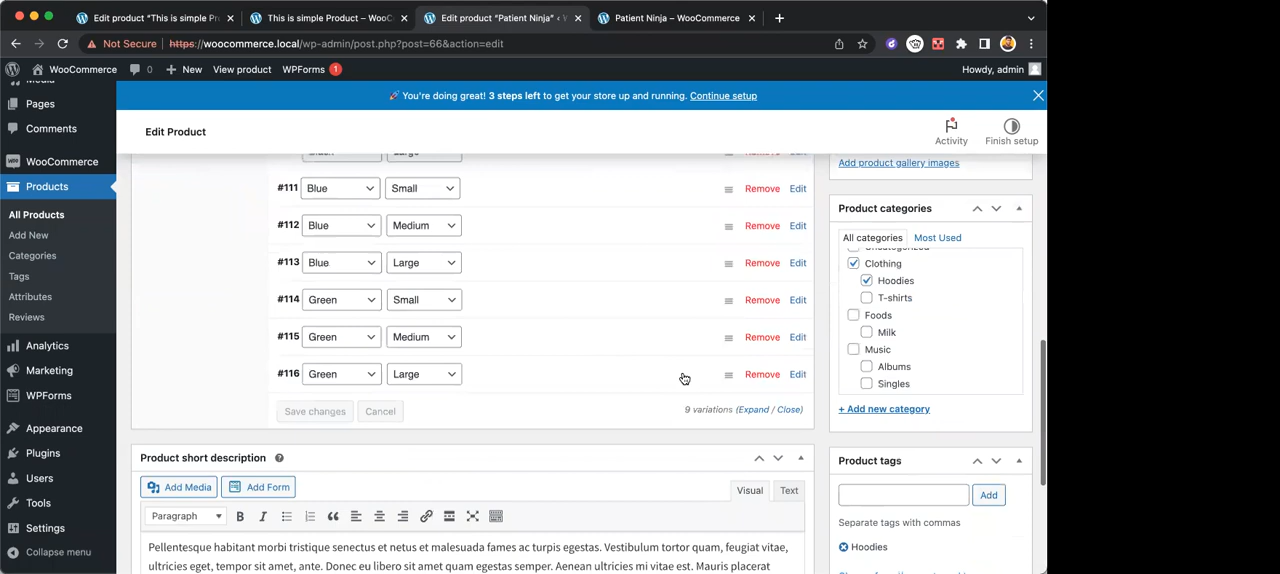 Edit product "This is simple Pr
This is simple Product – WooC
Edit product "Patient Ninja" ‹ W
Patient Ninja – WooCommerce
Not Secure
https://woocommerce.local/wp-admin/post.php?post=66&action=edit
WooCommerce 0 New View product WPForms 1 Howdy, admin
🚀 You're doing great! 3 steps left to get your store up and running. Continue setup
Edit Product
Activity
Finish setup
Pages
Comments
WooCommerce
Products
All Products
Add New
Categories
Tags
Attributes
Reviews
Analytics
Marketing
WPForms
Appearance
Plugins
Users
Tools
Settings
Collapse menu
#111 Blue Small Remove Edit
#112 Blue Medium Remove Edit
#113 Blue Large Remove Edit
#114 Green Small Remove Edit
#115 Green Medium Remove Edit
#116 Green Large Remove Edit
Save changes Cancel 9 variations (Expand / Close)
Product short description
Add Media Add Form Visual Text
Paragraph
Pellentesque habitant morbi tristique senectus et netus et malesuada fames ac turpis egestas. Vestibulum tortor quam, feugiat vitae,
ultricies eget, tempor sit amet, ante. Donec eu libero sit amet quam egestas semper. Aenean ultricies mi vitae est. Mauris placerat
Add product gallery images
Product categories
All categories Most Used
Clothing
Hoodies
T-shirts
Foods
Milk
Music
Albums
Singles
+ Add new category
Product tags
Add
Separate tags with commas
Hoodies